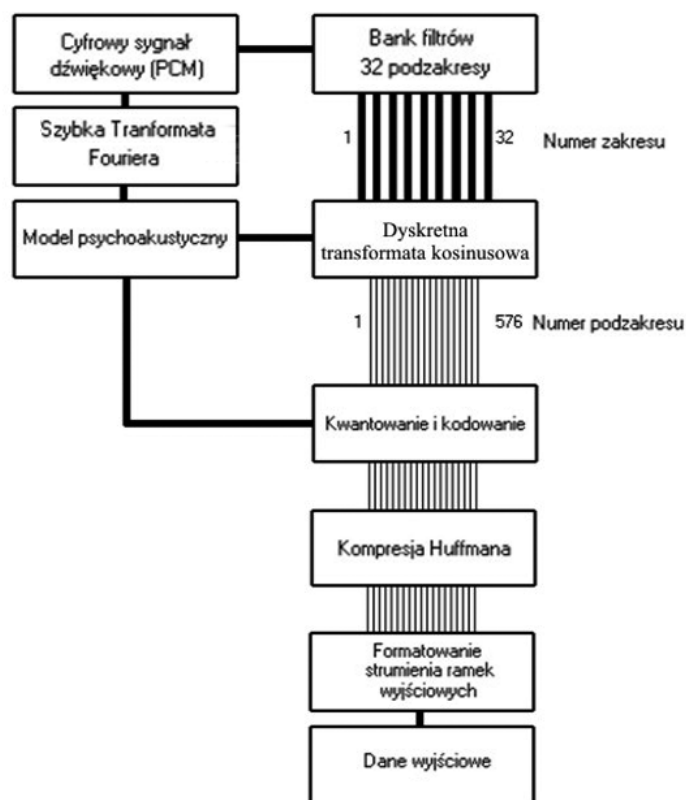 Cyfrowy sygnał
dźwiękowy (PCM)
Bank filtrów
32 podzakresy
Szybka Tranformata
Fouriera
1
32
Numer zakresu
Model psychoakustyczny
Dyskretna
transformata kosinusowa
1
576
Numer podzakresu
Kwantowanie i kodowanie
Kompresja Huffmana
Formatowanie
strumienia ramek
wyjściowych
Dane wyjściowe